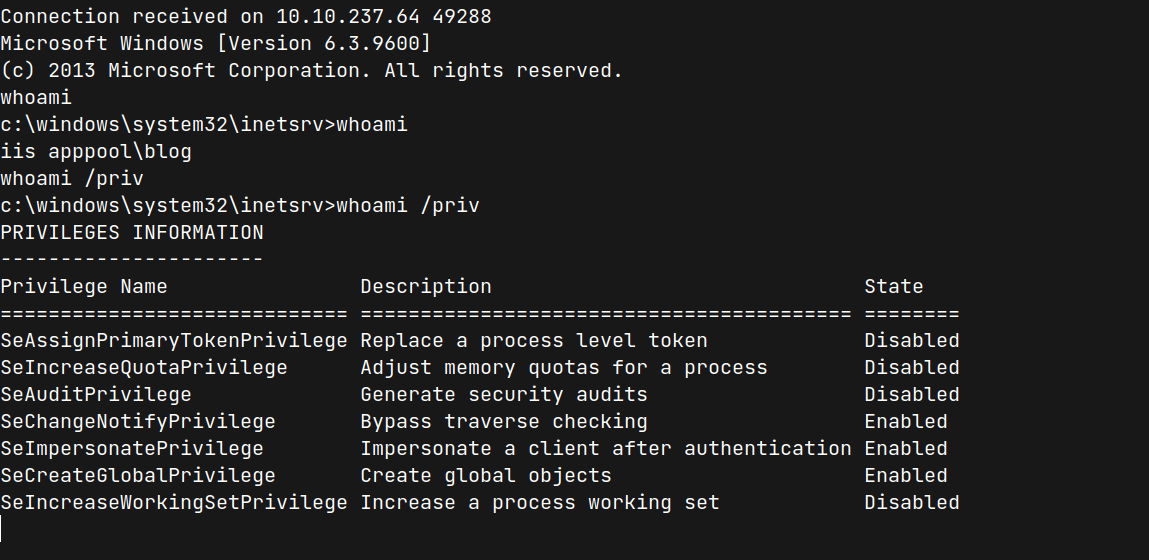 Connection received on 10.10.237.64 49288
Microsoft Windows [Version 6.3.9600]
(c) 2013 Microsoft Corporation. All rights reserved.
whoami
c:\windows\system32\inetsrv>whoami
iis apppool\blog
whoami /priv
c:\windows\system32\inetsrv>whoami /priv
PRIVILEGES INFORMATION
----------------------
Privilege Name                Description                               State
============================= ========================================= ========
SeAssignPrimaryTokenPrivilege Replace a process level token             Disabled
SeIncreaseQuotaPrivilege      Adjust memory quotas for a process        Disabled
SeAuditPrivilege              Generate security audits                  Disabled
SeChangeNotifyPrivilege       Bypass traverse checking                  Enabled
SeImpersonatePrivilege        Impersonate a client after authentication Enabled
SeCreateGlobalPrivilege       Create global objects                     Enabled
SeIncreaseWorkingSetPrivilege Increase a process working set            Disabled